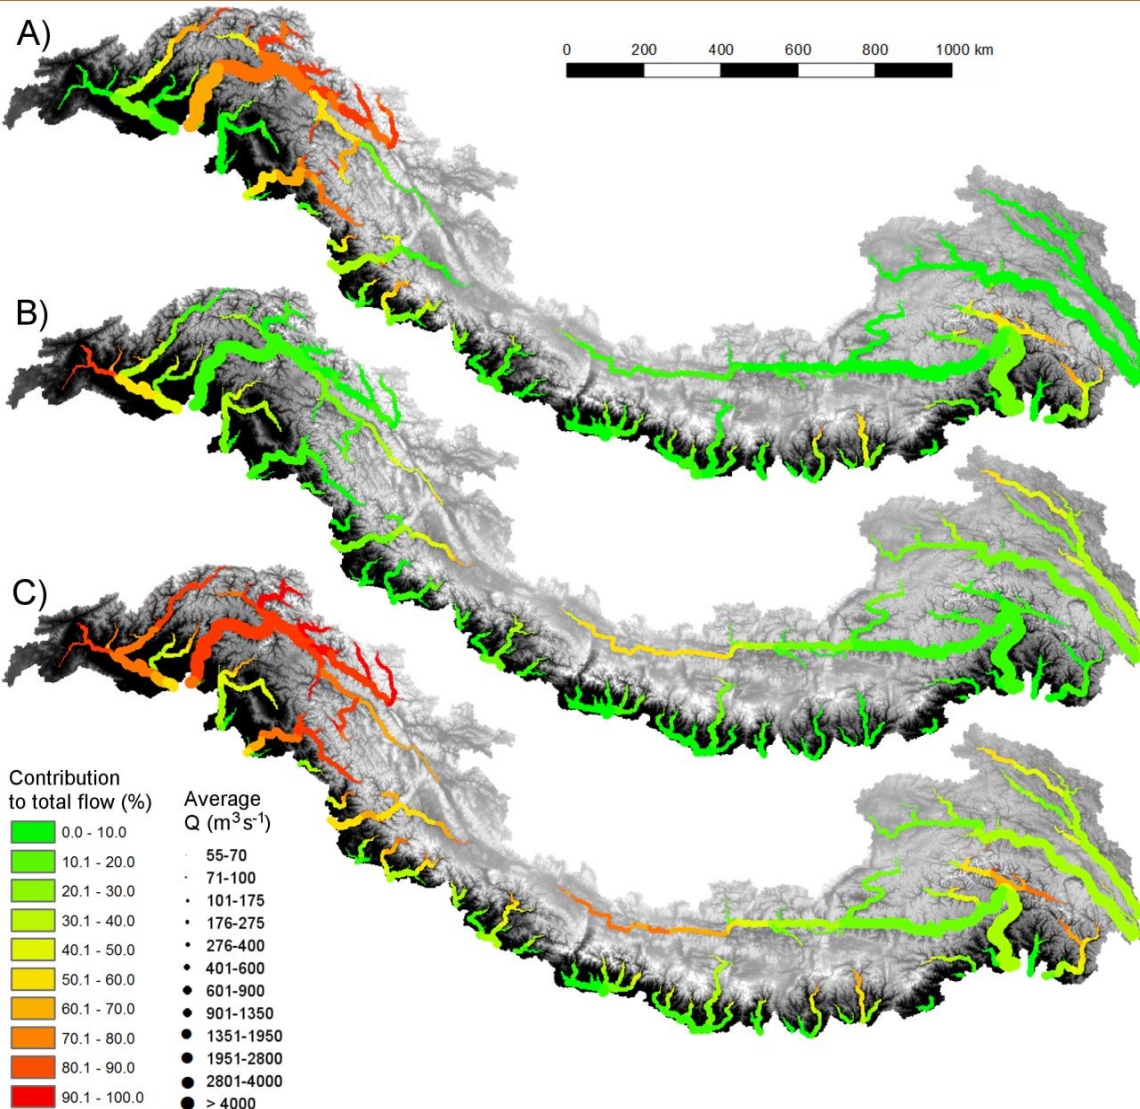 A)
0 200 400 600 800 1000 km
B)
C)
Contribution
to total flow (%)
0.0 - 10.0
10.1 - 20.0
20.1 - 30.0
30.1 - 40.0
40.1 - 50.0
50.1 - 60.0
60.1 - 70.0
70.1 - 80.0
80.1 - 90.0
90.1 - 100.0
Average
Q (m³s⁻¹)
55-70
71-100
101-175
176-275
276-400
401-600
601-900
901-1350
1351-1950
1951-2800
2801-4000
> 4000